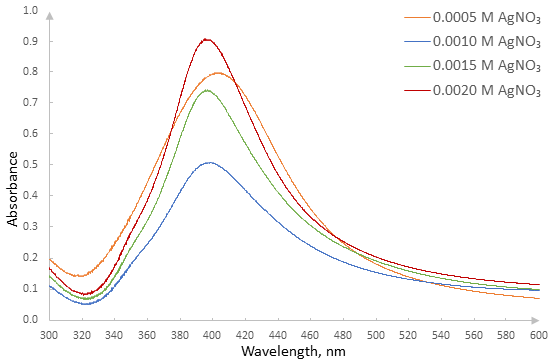 1.0
0.9
0.8
0.7
0.6
0.5
0.4
0.3
0.2
0.1
0.0
Absorbance
0.0005 M AgNO₃
0.0010 M AgNO₃
0.0015 M AgNO₃
0.0020 M AgNO₃
300 320 340 360 380 400 420 440 460 480 500 520 540 560 580 600
Wavelength, nm